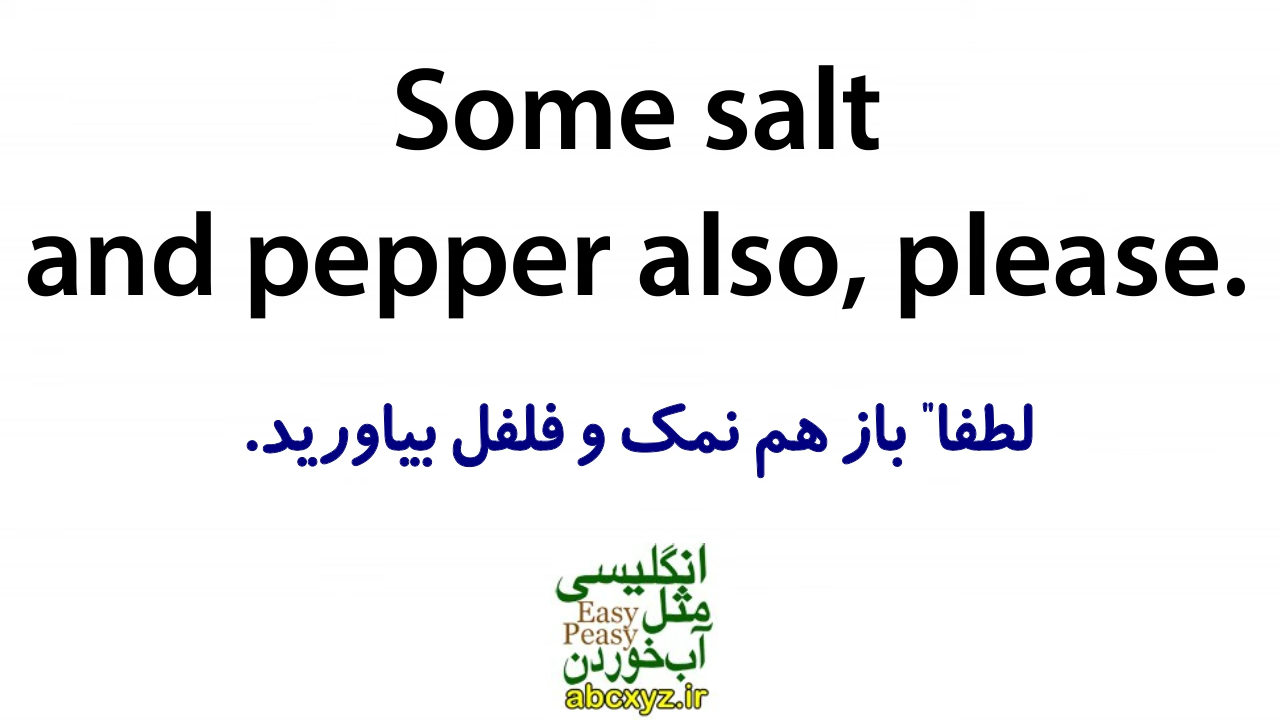 Some salt
and pepper also, please.
لطفا" باز هم نمک و فلفل بیاورید.
انگلیسی
مثل Easy
Peasy
آب‌خوردن
abcxyz.ir